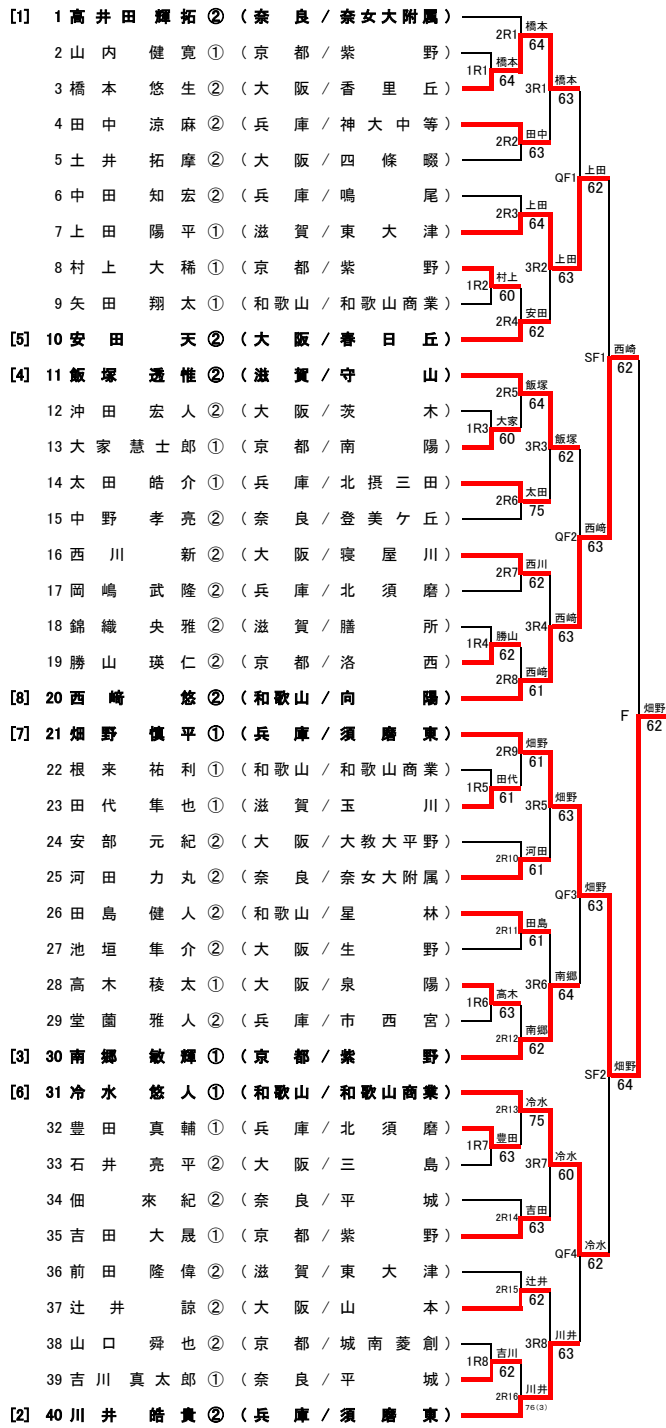 [1] 1 高井田 輝拓 ② (奈良/奈女大附属)
2R1 橋本 64
2 山内 健寛 ① (京都/紫野)
1R1 橋本 64
3R1 橋本 63
3 橋本 悠生 ② (大阪/香里丘)
4 田中 涼麻 ② (兵庫/神大中等)
2R2 田中 63
5 土井 拓摩 ② (大阪/四條畷)
QF1 上田 62
6 中田 知宏 ② (兵庫/鳴尾)
2R3 上田 64
7 上田 陽平 ① (滋賀/東大津)
3R2 上田 63
8 村上 大稀 ① (京都/紫野)
1R2 村上 60
9 矢田 翔太 ① (和歌山/和歌山商業)
2R4 安田 62
[5] 10 安田 天 ② (大阪/春日丘)
SF1 西崎 62
[4] 11 飯塚 透惟 ② (滋賀/守山)
2R5 飯塚 64
12 沖田 宏人 ② (大阪/茨木)
1R3 大家 60
3R3 飯塚 62
13 大家 慧士郎 ① (京都/南陽)
14 太田 皓介 ① (兵庫/北摂三田)
2R6 太田 75
15 中野 孝亮 ② (奈良/登美ケ丘)
QF2 西崎 63
16 西川 新 ② (大阪/寝屋川)
2R7 西川 62
17 岡嶋 武隆 ② (兵庫/北須磨)
3R4 西崎 63
18 錦織 央雅 ② (滋賀/膳所)
1R4 勝山 62
19 勝山 瑛仁 ② (京都/洛西)
2R8 西崎 61
[8] 20 西崎 悠 ② (和歌山/向陽)
F 畑野 62
[7] 21 畑野 慎平 ① (兵庫/須磨東)
2R9 畑野 61
22 根来 祐利 ① (和歌山/和歌山商業)
1R5 田代 61
3R5 畑野 63
23 田代 隼也 ① (滋賀/玉川)
24 安部 元紀 ② (大阪/大教大平野)
2R10 河田 61
25 河田 力丸 ② (奈良/奈女大附属)
QF3 畑野 63
26 田島 健人 ② (和歌山/星林)
2R11 田島 61
27 池垣 隼介 ② (大阪/生野)
3R6 南郷 64
28 高木 稜太 ① (大阪/泉陽)
1R6 高木 63
29 堂薗 雅人 ② (兵庫/市西宮)
2R12 南郷 62
[3] 30 南郷 敏輝 ① (京都/紫野)
SF2 畑野 64
[6] 31 冷水 悠人 ① (和歌山/和歌山商業)
2R13 冷水 75
32 豊田 真輔 ① (兵庫/北須磨)
1R7 豊田 63
3R7 冷水 60
33 石井 亮平 ② (大阪/三島)
34 佃 來紀 ② (奈良/平城)
2R14 吉田 63
35 吉田 大晟 ① (京都/紫野)
QF4 冷水 62
36 前田 隆偉 ② (滋賀/東大津)
2R15 辻井 62
37 辻井 諒 ② (大阪/山本)
3R8 川井 63
38 山口 舜也 ② (京都/城南菱創)
1R8 吉川 62
39 吉川 真太郎 ① (奈良/平城)
2R16 川井 76(3)
[2] 40 川井 皓貴 ② (兵庫/須磨東)